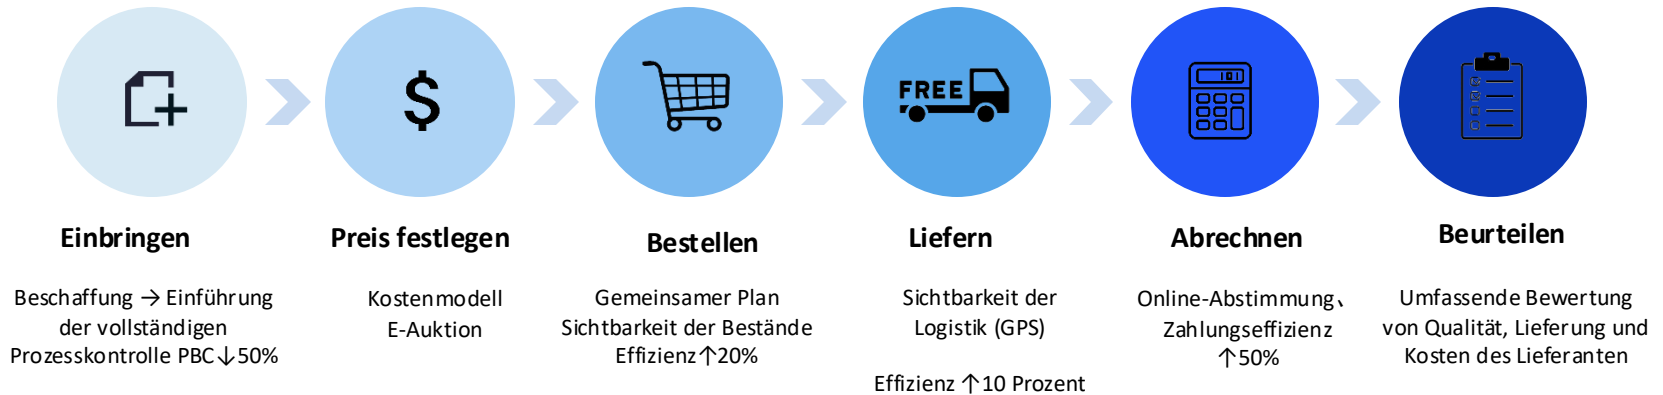 $
FREE
Einbringen
Preis festlegen
Bestellen
Liefern
Abrechnen
Beurteilen
Beschaffung → Einführung
der vollständigen
Prozesskontrolle PBC↓50%
Kostenmodell
E-Auktion
Gemeinsamer Plan
Sichtbarkeit der Bestände
Effizienz↑20%
Sichtbarkeit der
Logistik (GPS)
Effizienz ↑10 Prozent
Online-Abstimmung、
Zahlungseffizienz
↑50%
Umfassende Bewertung
von Qualität, Lieferung und
Kosten des Lieferanten